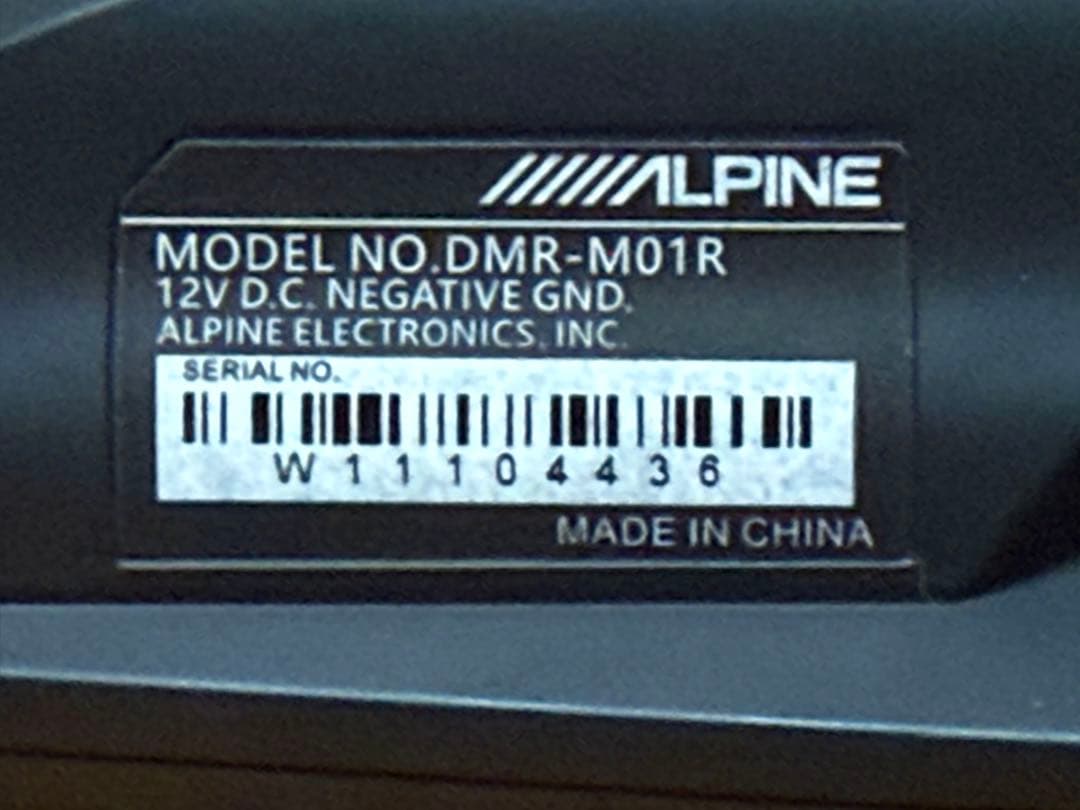 ALPINE
MODEL NO.DMR-M01R
12V D.C. NEGATIVE GND.
ALPINE ELECTRONICS, INC.
SERIAL NO.
W11104436
MADE IN CHINA